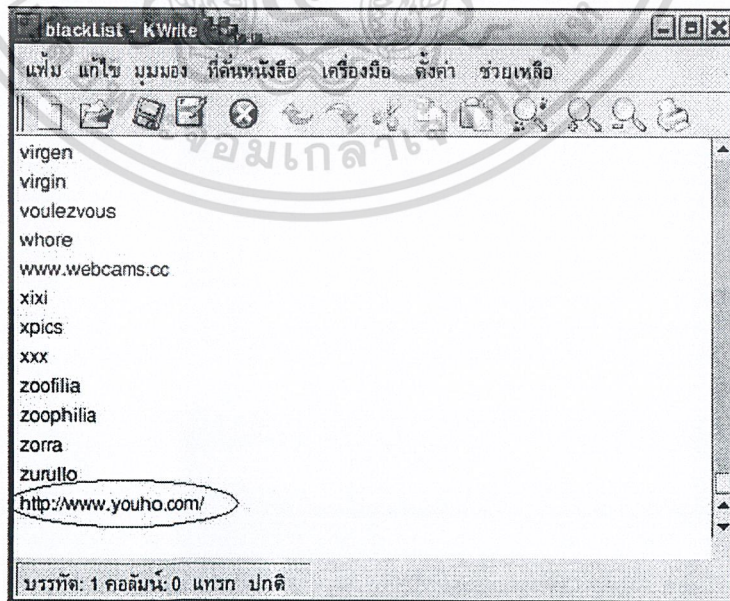 blackList - KWrite
แฟ้ม แก้ไข มุมมอง ที่คั่นหนังสือ เครื่องมือ ตั้งค่า ช่วยเหลือ
virgen
virgin
voulezvous
whore
www.webcams.cc
xixi
xpics
xxx
zoofilia
zoophilia
zorra
zurullo
http://www.youho.com/
บรรทัด: 1 คอลัมน์: 0 แทรก ปกติ